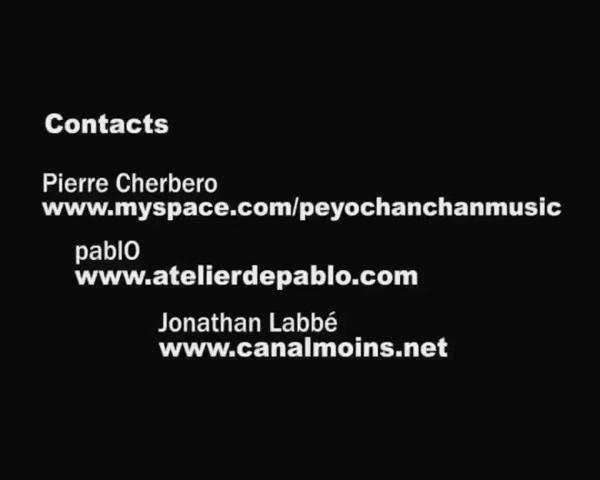 Contacts
Pierre Cherbero
www.myspace.com/peyochanchanmusic
pablO
www.atelierdepablo.com
Jonathan Labbé
www.canalmoins.net